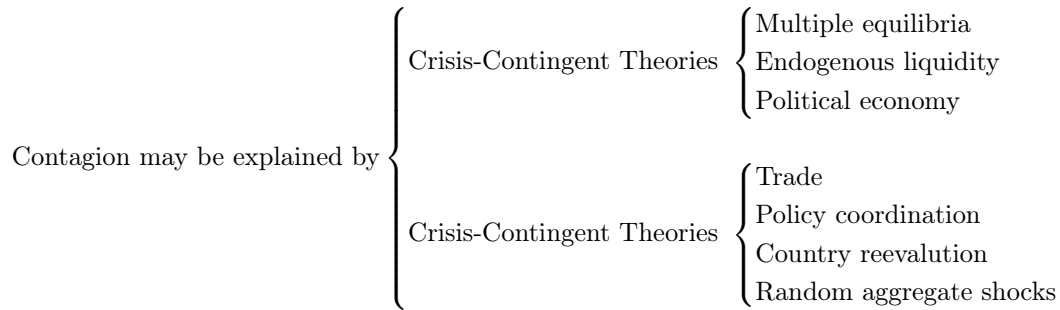 Contagion may be explained by
Crisis-Contingent Theories
Multiple equilibria
Endogenous liquidity
Political economy
Crisis-Contingent Theories
Trade
Policy coordination
Country reevalution
Random aggregate shocks